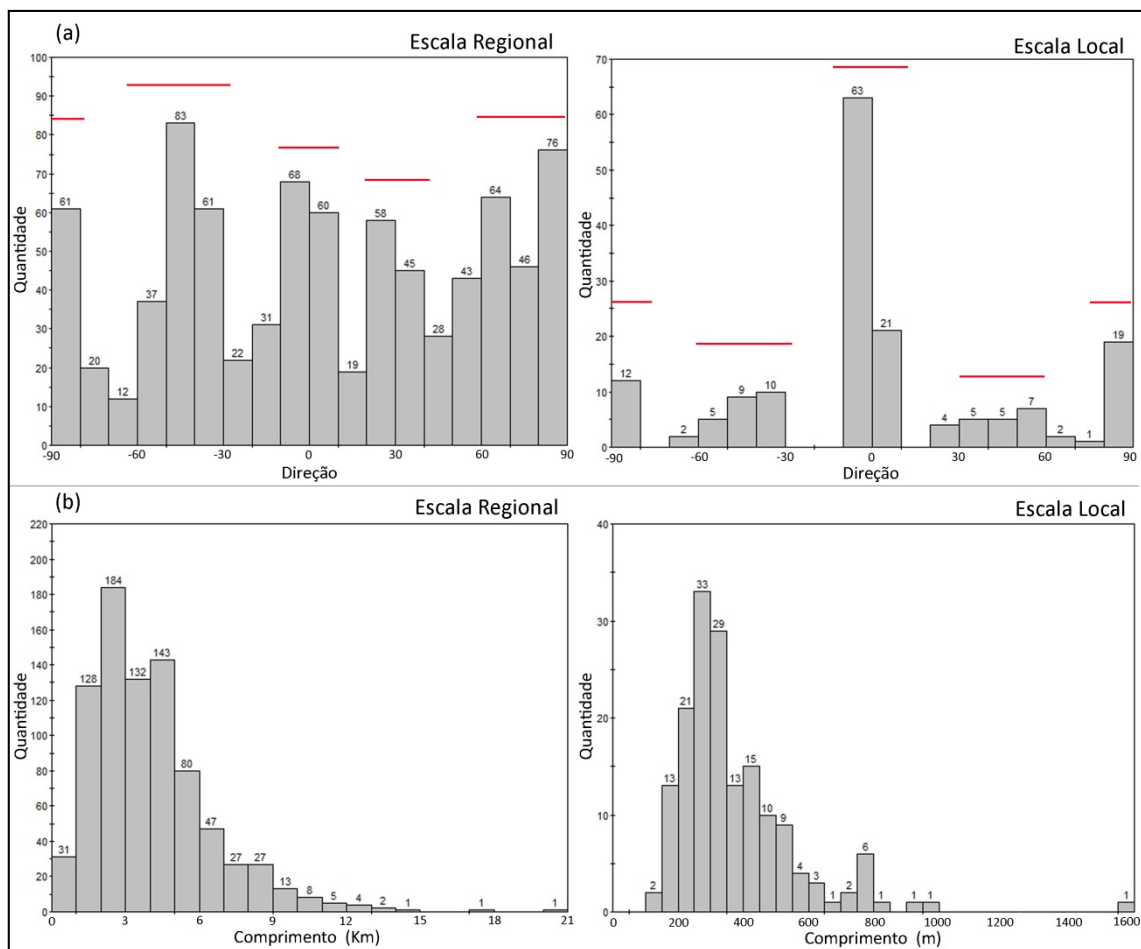 (a)
Escala Regional
Quantidade
100
90
80
70
60
50
40
30
20
10
0
61 20 12 37 83 61 22 31 68 60 19 58 45 28 43 64 46 76
-90 -60 -30 0 30 60 90
Direção
Escala Local
Quantidade
70
60
50
40
30
20
10
0
12 2 5 9 10 63 21 4 5 5 7 2 1 19
-90 -60 -30 0 30 60 90
Direção
(b)
Escala Regional
Quantidade
220
200
180
160
140
120
100
80
60
40
20
0
31 128 184 132 143 80 47 27 27 13 8 5 4 2 1 1 1
0 3 6 9 12 15 18 21
Comprimento (Km)
Escala Local
Quantidade
40
30
20
10
0
2 13 21 33 29 13 15 10 9 4 3 1 2 6 1 1 1 1
200 400 600 800 1000 1200 1400 1600
Comprimento (m)